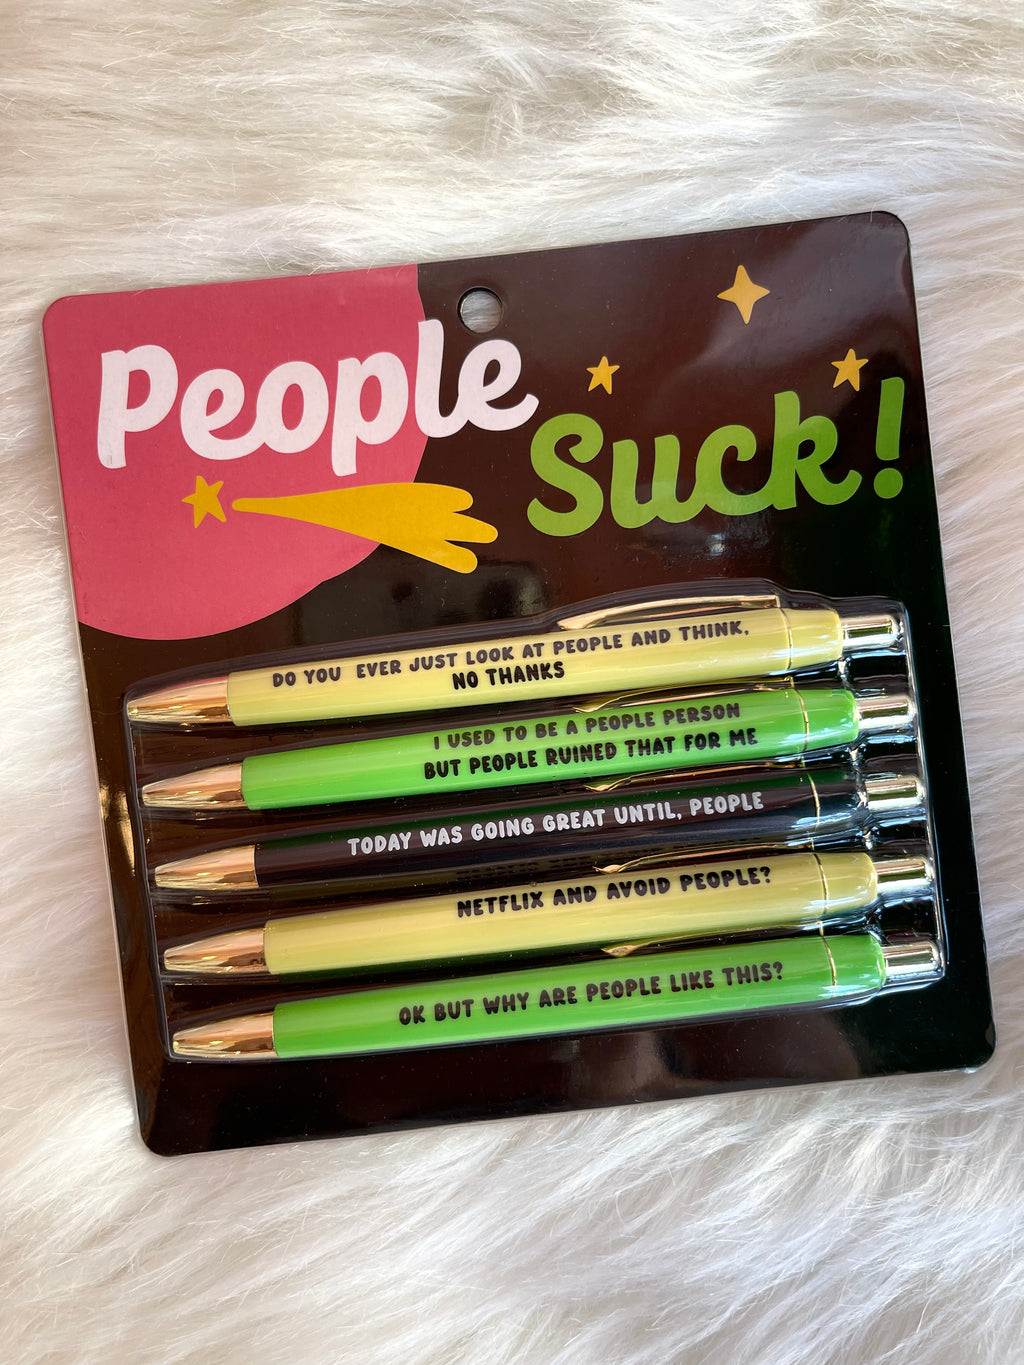 People
Suck!
DO YOU EVER JUST LOOK AT PEOPLE AND THINK,
NO THANKS
I USED TO BE A PEOPLE PERSON
BUT PEOPLE RUINED THAT FOR ME
TODAY WAS GOING GREAT UNTIL, PEOPLE
NETFLIX AND AVOID PEOPLE?
OK BUT WHY ARE PEOPLE LIKE THIS?